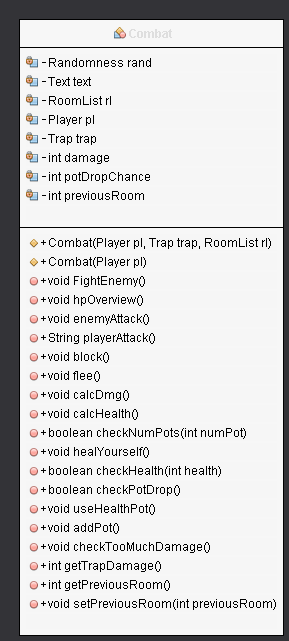 Combat
-Randomness rand
-Text text
-RoomList rl
-Player pl
-Trap trap
-int damage
-int potDropChance
-int previousRoom
+Combat(Player pl, Trap trap, RoomList rl)
+Combat(Player pl)
+void FightEnemy()
+void hpOverview()
+void enemyAttack()
+String playerAttack()
+void block()
+void flee()
+void calcDmg()
+void calcHealth()
+boolean checkNumPots(int numPot)
+void healYourself()
+boolean checkHealth(int health)
+boolean checkPotDrop()
+void useHealthPot()
+void addPot()
+void checkTooMuchDamage()
+int getTrapDamage()
+int getPreviousRoom()
+void setPreviousRoom(int previousRoom)